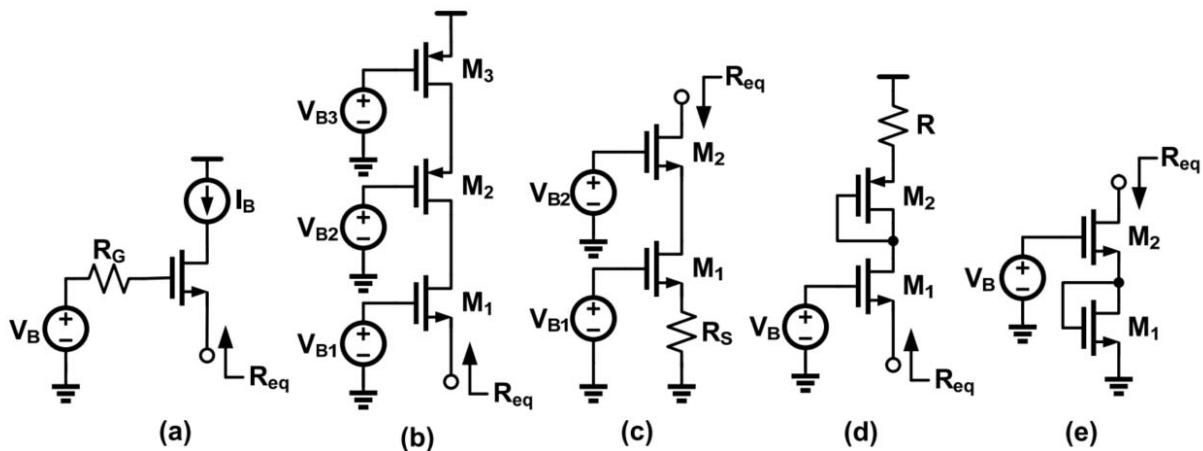 I_B
R_G
V_B
R_eq
(a)
M_3
V_B3
M_2
V_B2
M_1
V_B1
R_eq
(b)
R_eq
M_2
V_B2
M_1
V_B1
R_S
(c)
R
M_2
M_1
V_B
R_eq
(d)
R_eq
M_2
V_B
M_1
(e)